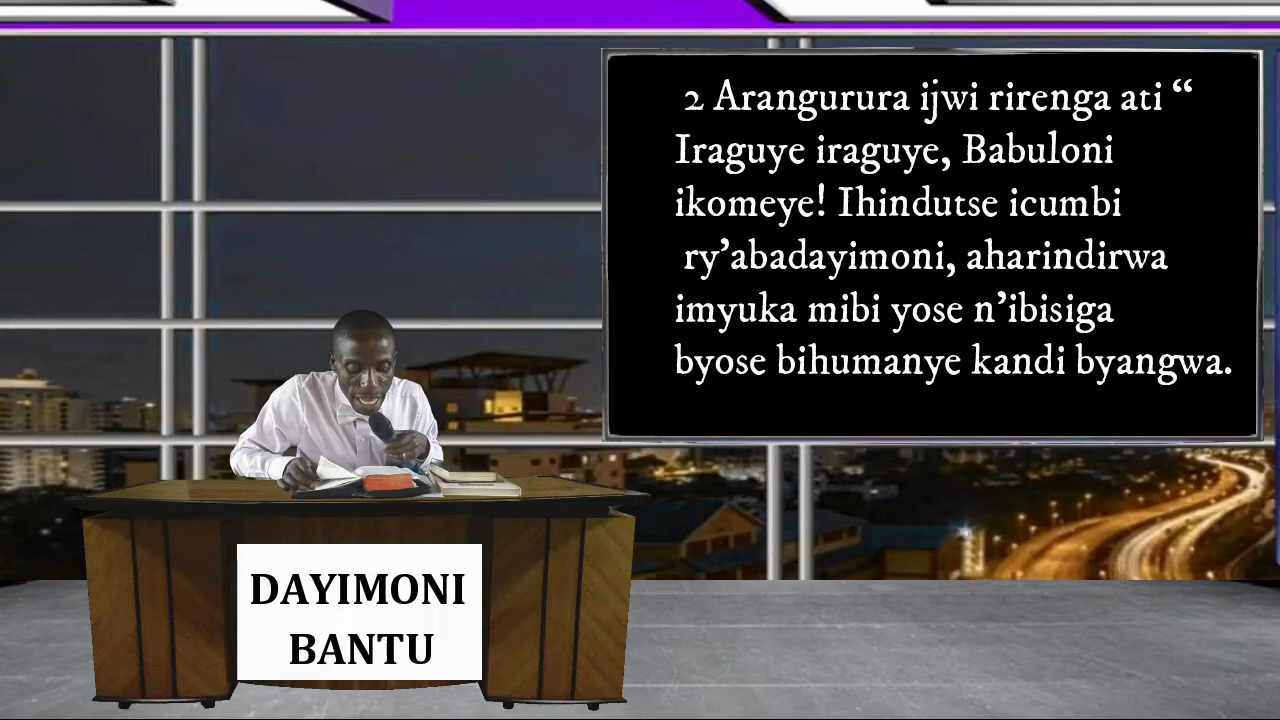 2 Arangurura ijwi rirenga ati “
Iraguye iraguye, Babuloni
ikomeye! Ihindutse icumbi
ry’abadayimoni, aharindirwa
imyuka mibi yose n’ibisiga
byose bihumanye kandi byangwa.
DAYIMONI
BANTU